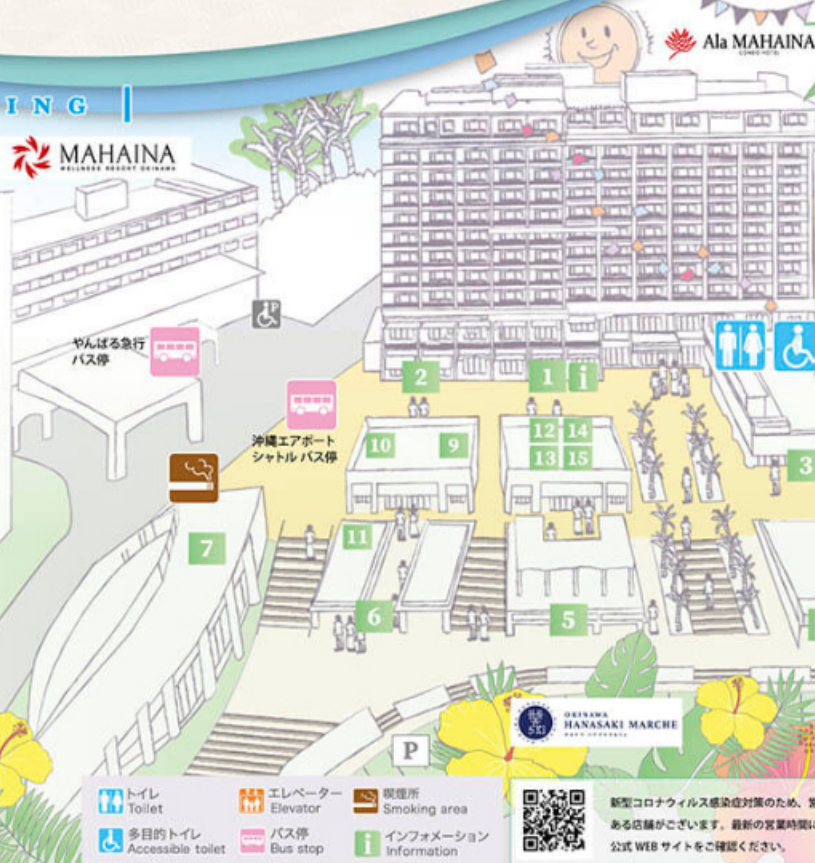 Ala MAHAINA
CONDO HOTEL
ING
MAHAINA
WELLNESS RESORT OKINAWA
P
やんばる急行
バス停
沖縄エアポート
シャトル バス停
2
1 i
10
9
12 14
13 15
3
7
11
6
5
OKINAWA
HANASAKI MARCHE
P
トイレ
Toilet
エレベーター
Elevator
喫煙所
Smoking area
多目的トイレ
Accessible toilet
バス停
Bus stop
i
インフォメーション
Information
新型コロナウィルス感染症対策のため、営
ある店舗がございます。最新の営業時間に
公式 WEB サイトをご確認ください。